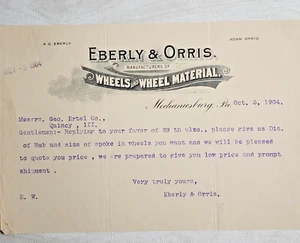 A. O. EBERLY
ADAM ORRIS.
EBERLY & ORRIS.
MANUFACTURERS OF
WHEELS, AND WHEEL MATERIAL.
Mechanicsburg, Pa. Oct. 3, 1904.
Messrs. Geo. Ertel Co.,
Quincy, Ill.
Gentlemen:- Replying to your favor of 23 th ulmo., please give us Dia.
of Hub and size of spoke in wheels you want and we will be pleased
to quote you price , we are prepared to give you low price and prompt
shipment .
Very truly yours,
E. W.
Eberly & Orris.